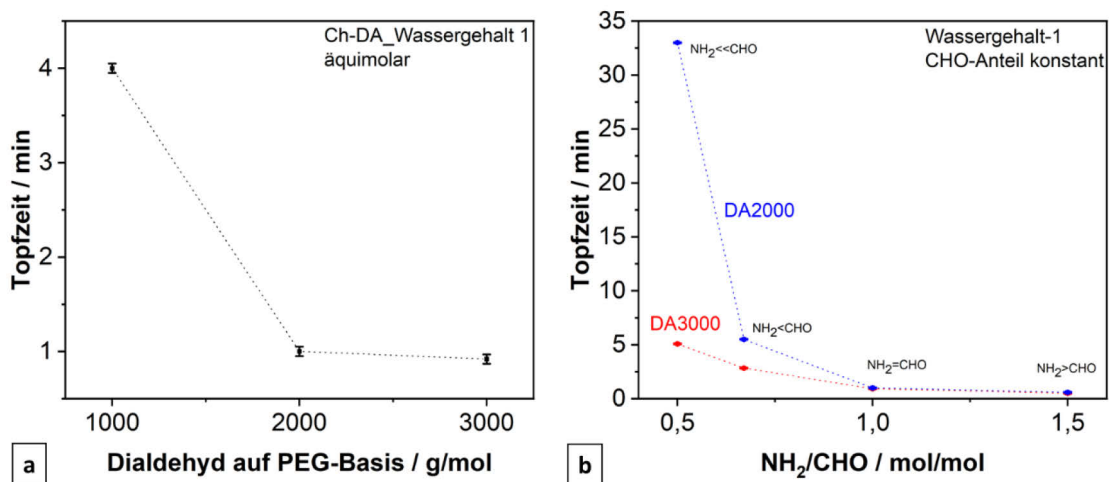 Ch-DA_Wassergehalt 1
äquimolar
4
3
2
1
Topfzeit / min
1000 2000 3000
Dialdehyd auf PEG-Basis / g/mol
a
Wassergehalt-1
CHO-Anteil konstant
35
30
25
20
15
10
5
0
Topfzeit / min
NH2<<CHO
DA2000
DA3000
NH2<CHO
NH2=CHO
NH2>CHO
0,5 1,0 1,5
NH2/CHO / mol/mol
b